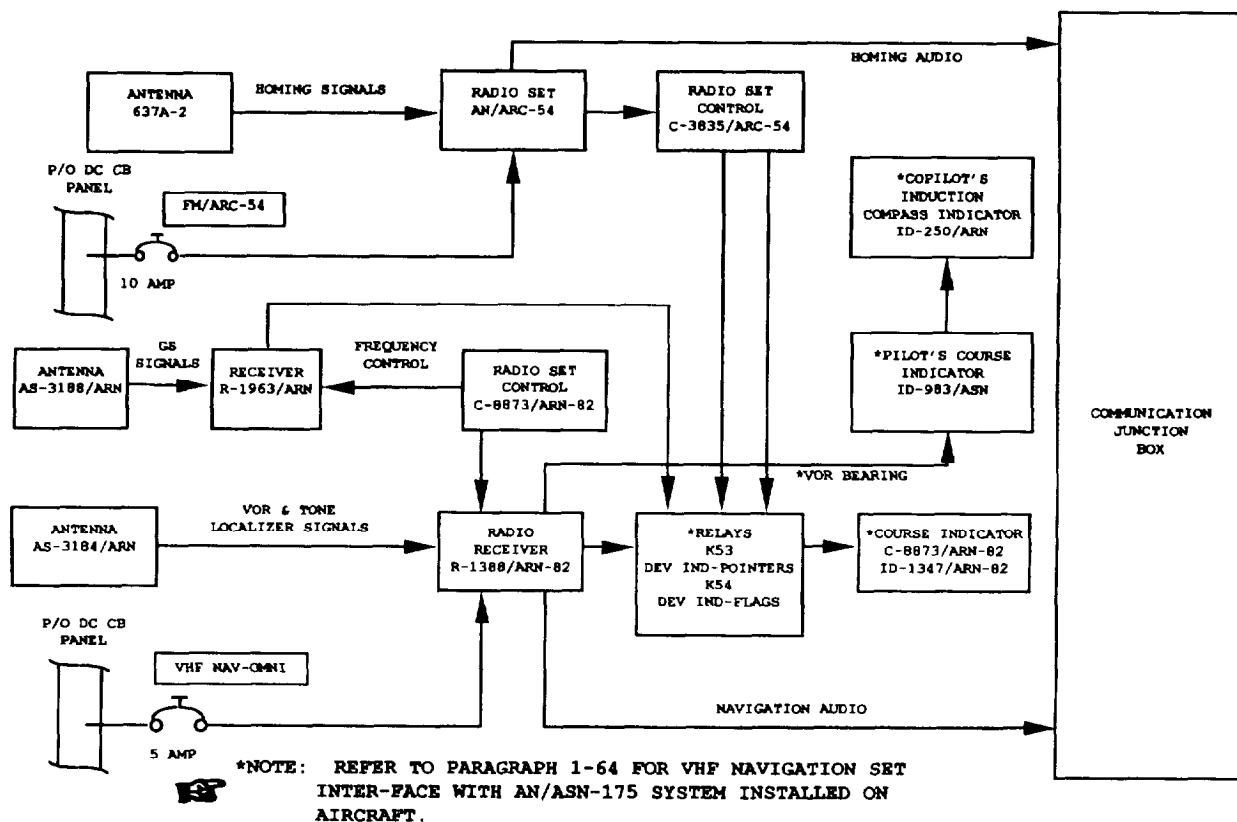 HOMING AUDIO
ANTENNA
637A-2
HOMING SIGNALS
RADIO SET
AN/ARC-54
RADIO SET
CONTROL
C-3835/ARC-54
P/O DC CB
PANEL
FM/ARC-54
10 AMP
*COPILOT'S
INDUCTION
COMPASS INDICATOR
ID-250/ARN
GS
SIGNALS
FREQUENCY
CONTROL
ANTENNA
AS-3188/ARN
RECEIVER
R-1963/ARN
RADIO SET
CONTROL
C-8873/ARN-82
*PILOT'S COURSE
INDICATOR
ID-983/ASN
COMMUNICATION
JUNCTION
BOX
*VOR BEARING
ANTENNA
AS-3184/ARN
VOR & TONE
LOCALIZER SIGNALS
RADIO
RECEIVER
R-1388/ARN-82
*RELAYS
K53
DEV IND-POINTERS
K54
DEV IND-FLAGS
*COURSE INDICATOR
C-8873/ARN-82
ID-1347/ARN-82
P/O DC CB
PANEL
VHF NAV-OMNI
5 AMP
NAVIGATION AUDIO
*NOTE: REFER TO PARAGRAPH 1-64 FOR VHF NAVIGATION SET
INTER-FACE WITH AN/ASN-175 SYSTEM INSTALLED ON
AIRCRAFT.